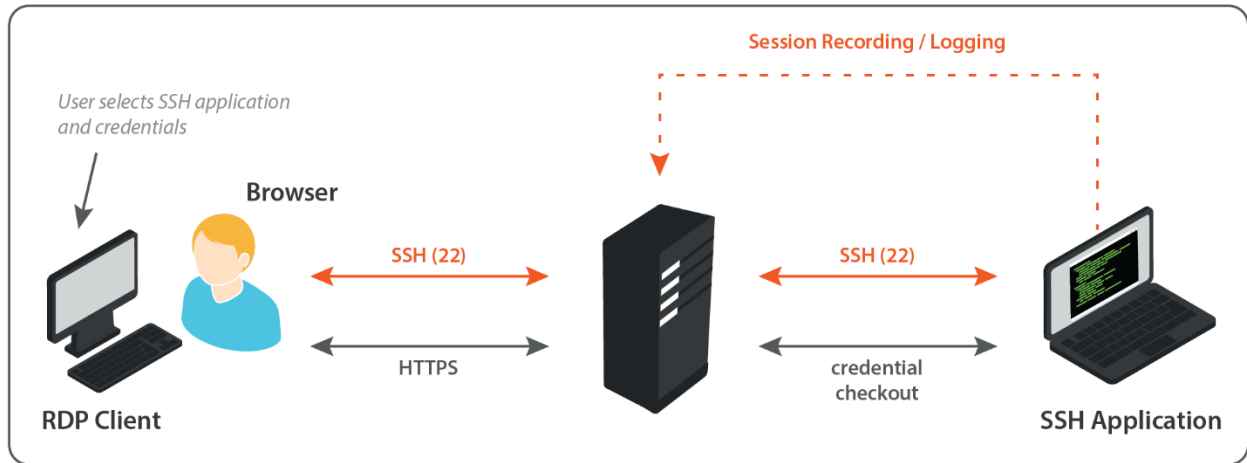 Session Recording / Logging
User selects SSH application
and credentials
Browser
SSH (22)
SSH (22)
HTTPS
credential
checkout
RDP Client
SSH Application